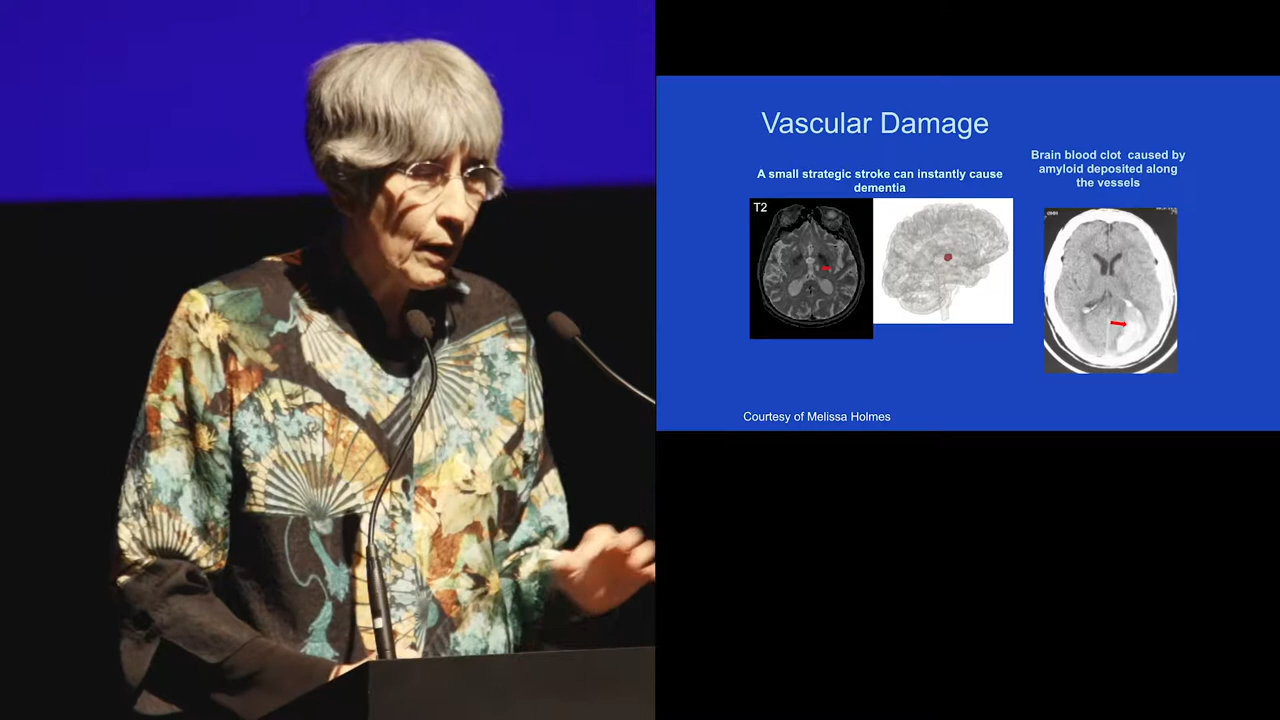 Vascular Damage
A small strategic stroke can instantly cause
dementia
Brain blood clot caused by
amyloid deposited along
the vessels
T2
Courtesy of Melissa Holmes